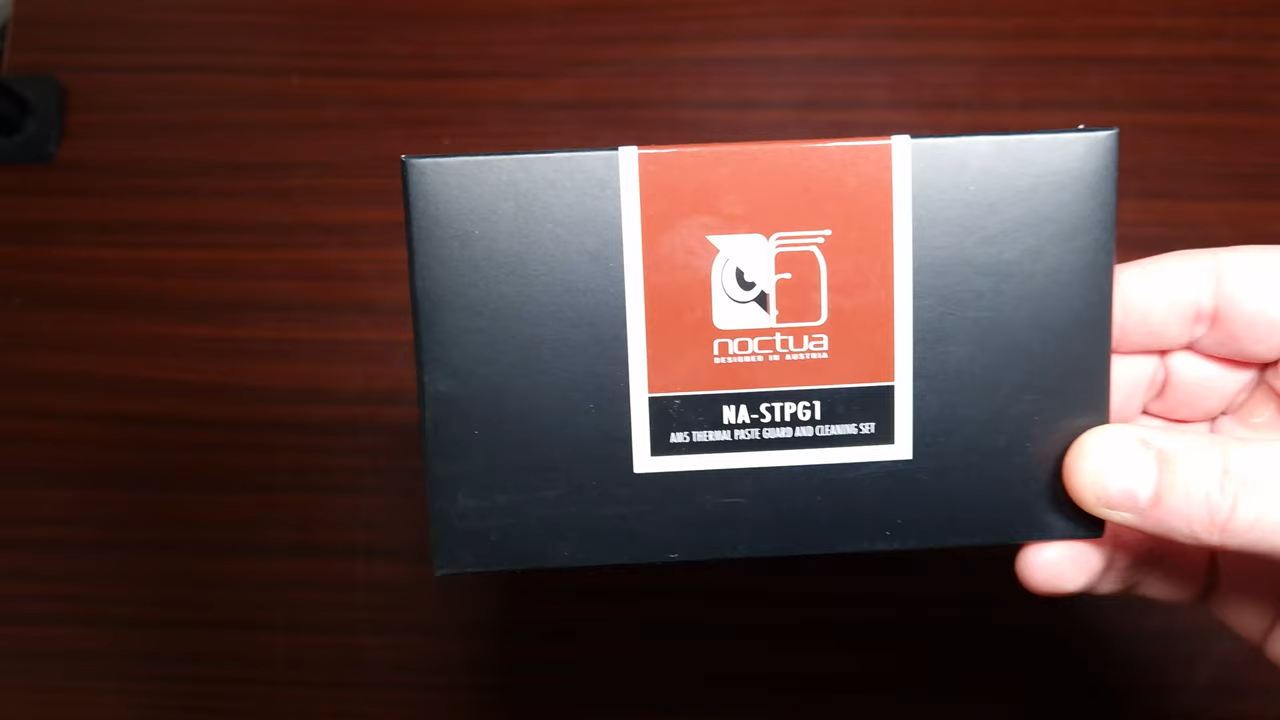 noctua
DESIGNED IN AUSTRIA
NA-STPG1
AM5 THERMAL PASTE GUARD AND CLEANING SET